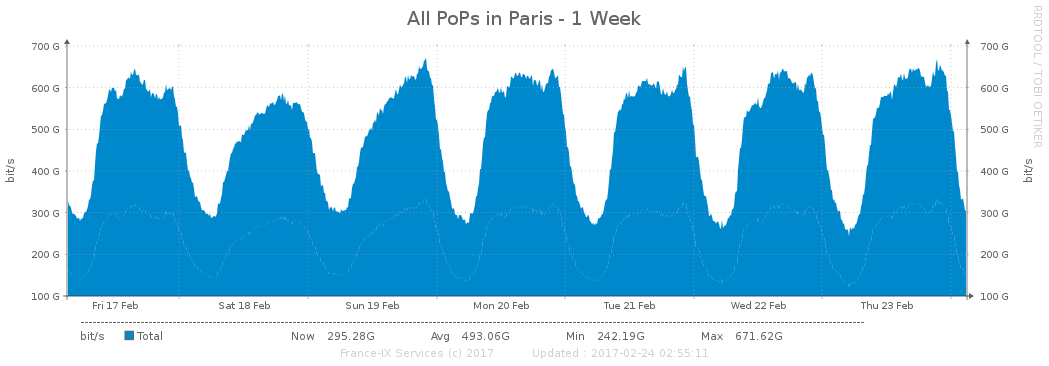 All PoPs in Paris - 1 Week
RRDTOOL / TOBI OETIKER
700 G 700 G
600 G 600 G
500 G 500 G
400 G 400 G
300 G 300 G
200 G 200 G
100 G 100 G
bit/s
bit/s
Fri 17 Feb Sat 18 Feb Sun 19 Feb Mon 20 Feb Tue 21 Feb Wed 22 Feb Thu 23 Feb
bit/s Total Now 295.28G Avg 493.06G Min 242.19G Max 671.62G
France-IX Services (c) 2017 Updated : 2017-02-24 02:55:11